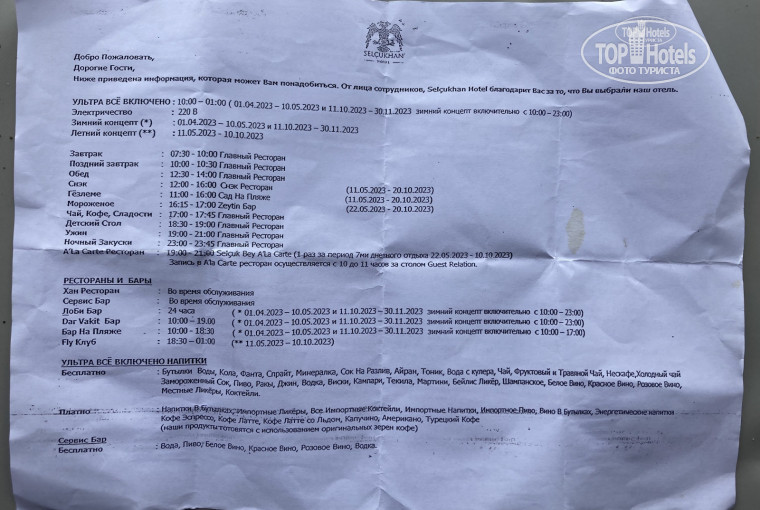 TOP Hotels
ФОТО ТУРИСТА
SELÇUKHAN
HOTEL
Добро Пожаловать,
Дорогие Гости,
Ниже приведена информация, которая может Вам понадобиться. От лица сотрудников, Selçukhan Hotel благодарит Вас за то, что Вы выбрали наш отель.
УЛЬТРА ВСЁ ВКЛЮЧЕНО : 10:00 – 01:00 ( 01.04.2023 – 10.05.2023 и 11.10.2023 – 30.11.2023 зимний концепт включительно с 10:00 – 23:00)
Электричество : 220 В
Зимний концепт (*) : 01.04.2023 – 10.05.2023 и 11.10.2023 – 30.11.2023
Летний концепт (**) : 11.05.2023 - 10.10.2023
Завтрак : 07:30 - 10:00 Главный Ресторан
Поздний завтрак : 10:00 - 10:30 Главный Ресторан
Обед : 12:30 - 14:00 Главный Ресторан
Снэк : 12:00 - 16:00 Снэк Ресторан (11.05.2023 - 20.10.2023)
Гёзлеме : 11:00 - 16:00 Сад На Пляже (11.05.2023 - 20.10.2023)
Мороженое : 16:15 - 17:00 Zeytin Бар (22.05.2023 - 20.10.2023)
Чай, Кофе, Сладости : 17:00 - 17:45 Главный Ресторан
Детский Стол : 18:30 - 19:00 Главный Ресторан
Ужин : 19:00 - 21:00 Главный Ресторан
Ночный Закуски : 23:00 - 23:45 Главный Ресторан
A'La Carte Ресторан : 19:00 - 21:00 Selçuk Bey A'La Carte (1 раз за период 7ми дневного отдыха 22.05.2023 - 10.10.2023)
Запись в A'la Carte ресторан осуществляется с 10 до 11 часов за столом Guest Relation.
РЕСТОРАНЫ И БАРЫ
Хан Ресторан : Во время обслуживания
Сервис Бар : Во время обслуживания
Лоби Бар : 24 часа ( * 01.04.2023 – 10.05.2023 и 11.10.2023 – 30.11.2023 зимний концепт включительно с 10:00 – 23:00)
Dar Vakit Бар : 10:00 – 19.00 ( * 01.04.2023 – 10.05.2023 и 11.10.2023 – 30.11.2023 зимний концепт включительно с 10:00 – 23:00)
Бар На Пляже : 10:00 - 18:30 ( * 01.04.2023 – 10.05.2023 и 11.10.2023 – 30.11.2023 зимний концепт включительно с 10:00 – 17:00)
Fly Клуб : 18:30 – 01:00 (** 11.05.2023 – 10.10.2023)
УЛЬТРА ВСЁ ВКЛЮЧЕНО НАПИТКИ
Бесплатно : Бутылки Воды, Кола, Фанта, Спрайт, Минералка, Сок На Разлив, Айран, Тоник, Вода с кулера, Чай, Фруктовый и Травяной Чай, Несkафе,Холодный чай
Замороженный Сок, Пиво, Ракы, Джин, Водка, Виски, Кампари, Текила, Мартини, Бейлис Ликёр, Шампанское, Белое Вино, Красное Вино, Розовое Вино,
Местные Ликёры, Коктейли.
Платно : Напитки В Бутылках, Импортные Ликёры, Все Импортные Коктейли, Импортные Напитки, Импортное Пиво, Вино В Бутылках, Энергетические напитки
Кофе Эспрессо, Кофе Латте, Кофе Латте со Льдом, Капучино, Американо, Турецкий Кофе
(наши продукты готовятся с использованием оригинальных зерен кофе)
Сервис Бар
Бесплатно : Вода, Пиво, Белое Вино, Красное Вино, Розовое Вино, Водка.